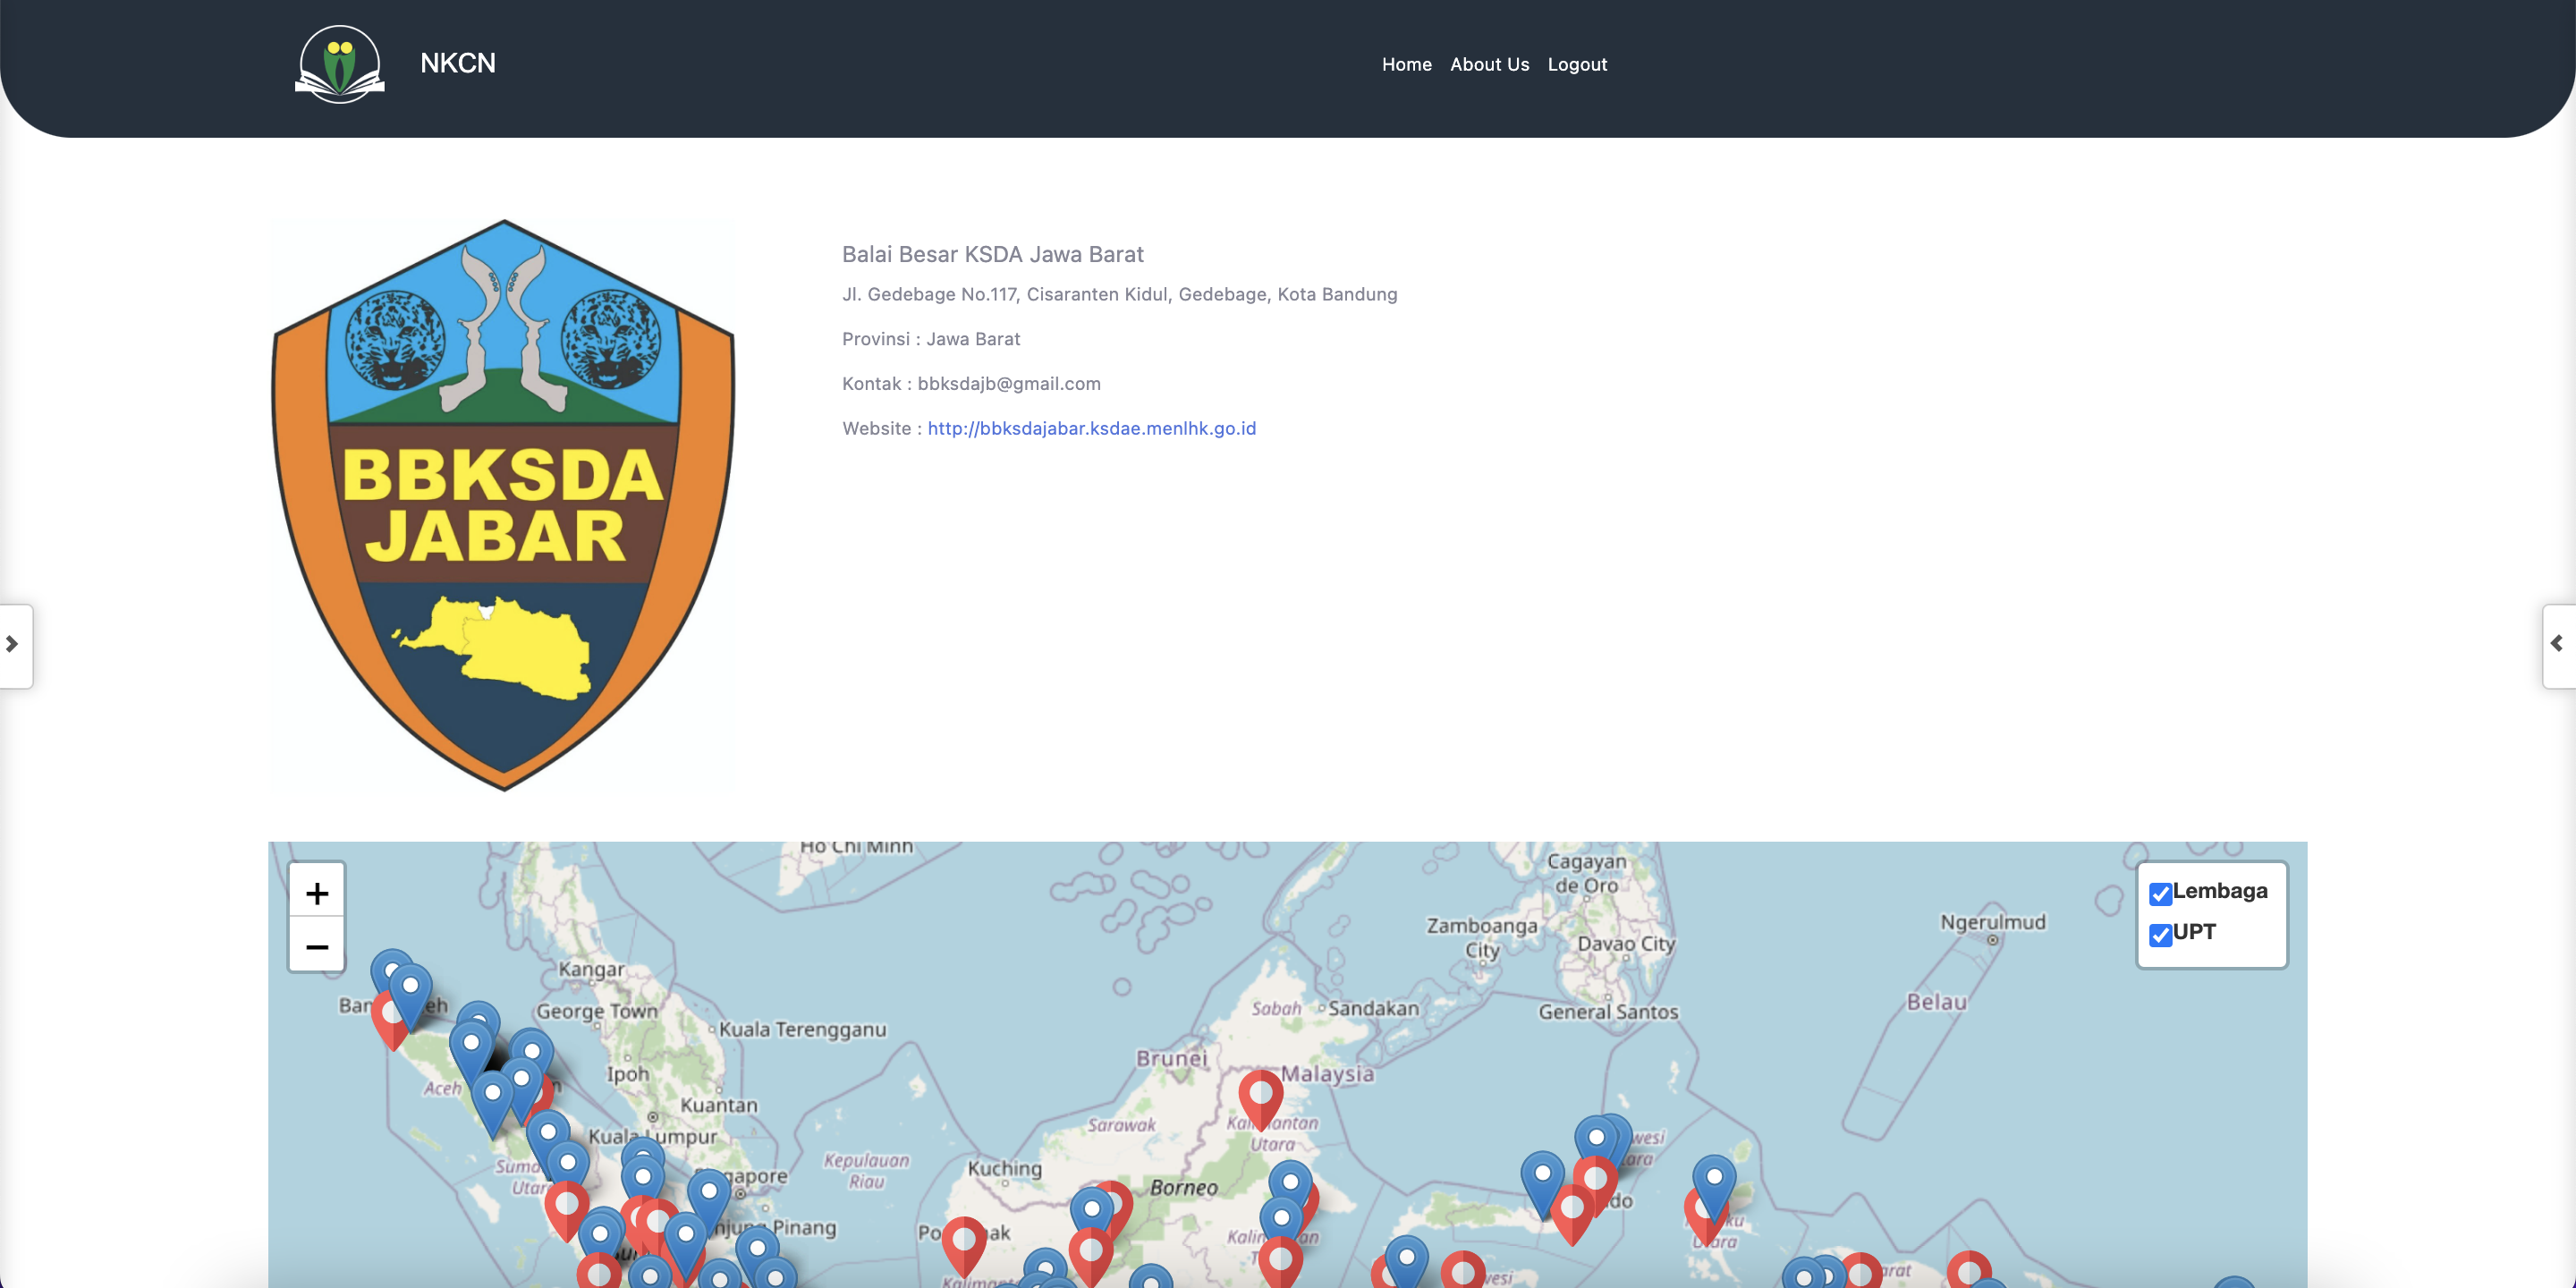 NKCN
Home About Us Logout
BBKSDA
JABAR
Balai Besar KSDA Jawa Barat
Jl. Gedebage No.117, Cisaranten Kidul, Gedebage, Kota Bandung
Provinsi : Jawa Barat
Kontak : bbksdajb@gmail.com
Website : http://bbksdajabar.ksdae.menlhk.go.id
+
−
Lembaga
UPT
Ho Chi Minh
Cagayan
de Oro
Zamboanga
City
Davao City
Ngerulmud
Kangar
George Town
Kuala Terengganu
Sabah
Sandakan
General Santos
Belau
Brunei
Malaysia
Aceh
Ipoh
Kuantan
Sarawak
Utara
Kuala Lumpur
Kepulauan
Riau
Kuching
Borneo
Pinang
Utara